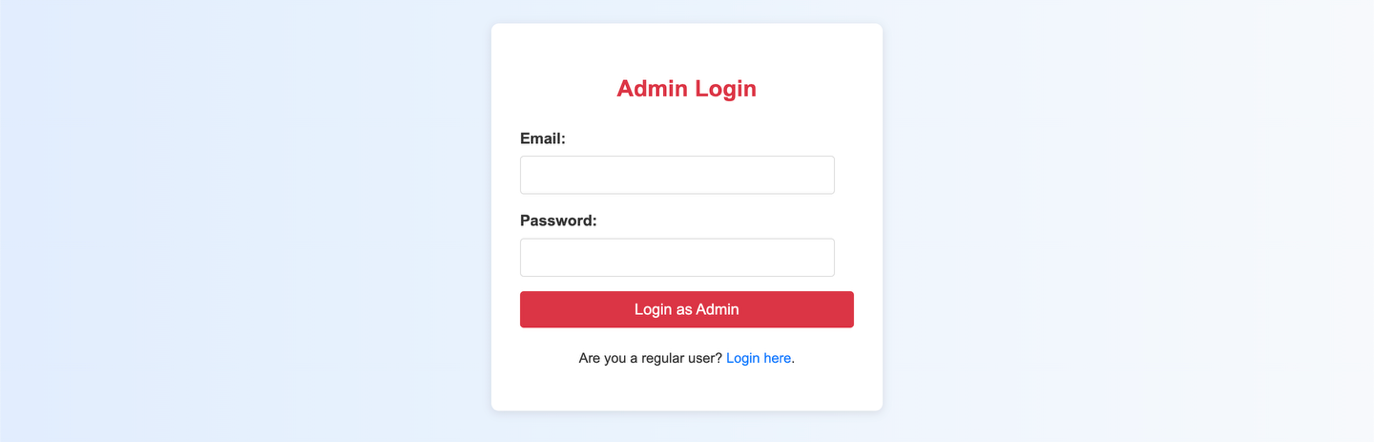 Admin Login
Email:
Password:
Login as Admin
Are you a regular user? Login here.